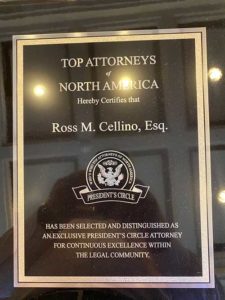 TOP ATTORNEYS
of
NORTH AMERICA
Hereby Certifies that
Ross M. Cellino, Esq.
PRESIDENT'S CIRCLE
HAS BEEN SELECTED AND DISTINGUISHED AS
AN EXCLUSIVE PRESIDENT'S CIRCLE ATTORNEY
FOR CONTINUOUS EXCELLENCE WITHIN
THE LEGAL COMMUNITY.